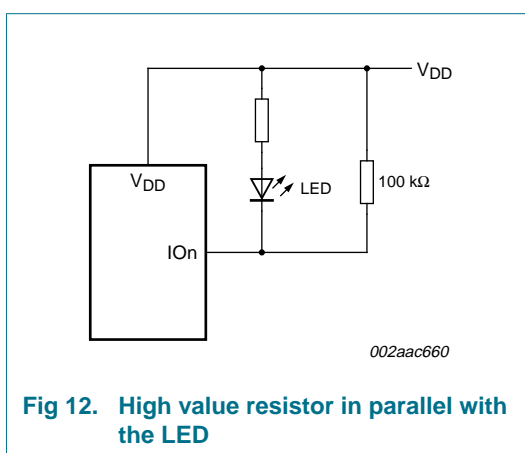 VDD
VDD
LED
100 kΩ
IOn
002aac660
Fig 12. High value resistor in parallel with
the LED